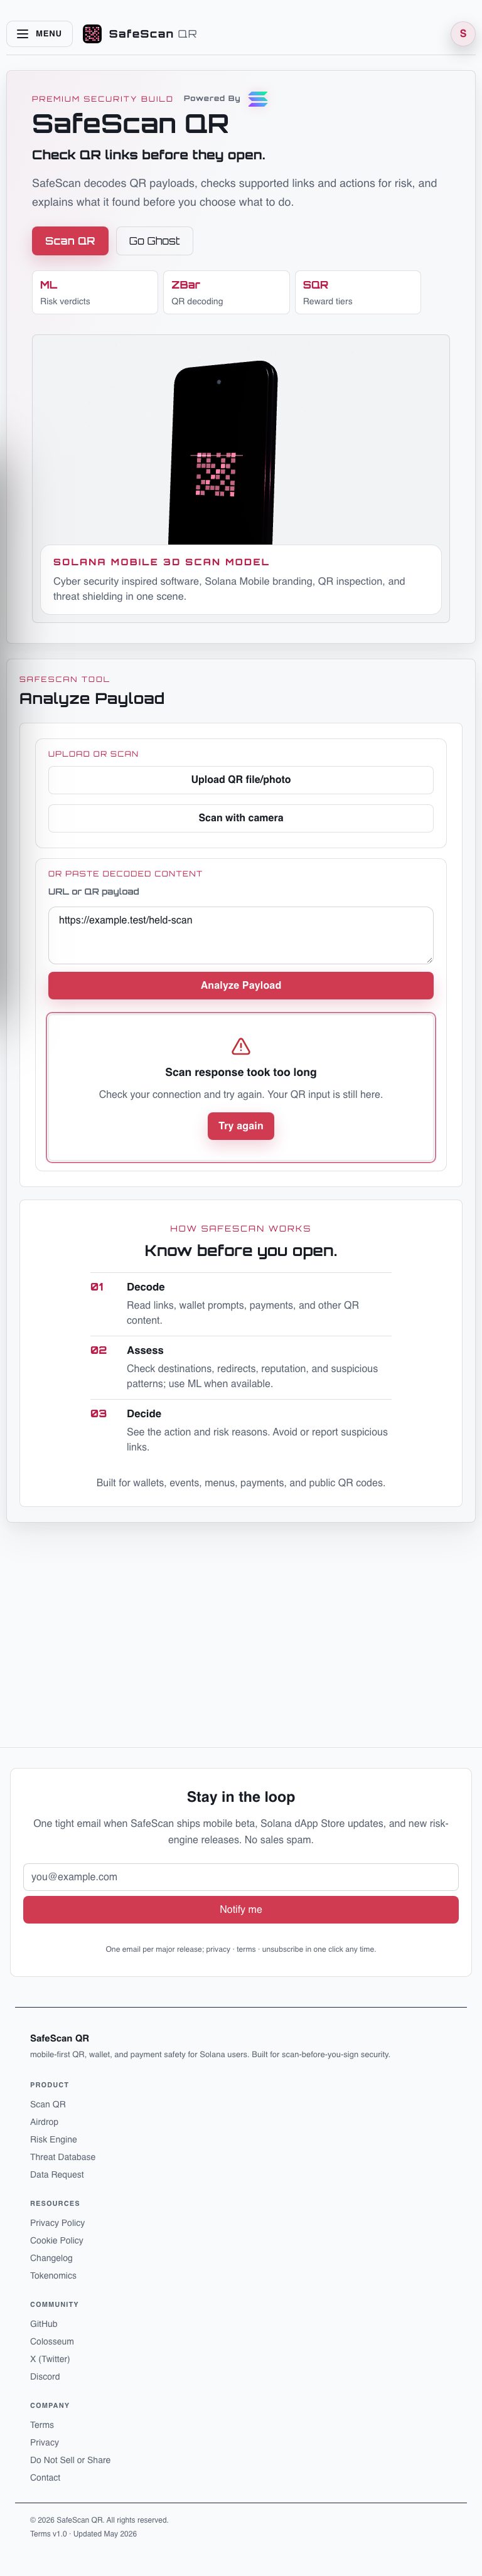 MENU
SafeScan QR
S
PREMIUM SECURITY BUILD Powered By
SafeScan QR
Check QR links before they open.
SafeScan decodes QR payloads, checks supported links and actions for risk, and
explains what it found before you choose what to do.
Scan QR
Go Ghost
ML
Risk verdicts
ZBar
QR decoding
SQR
Reward tiers
SOLANA MOBILE 3D SCAN MODEL
Cyber security inspired software, Solana Mobile branding, QR inspection, and
threat shielding in one scene.
SAFESCAN TOOL
Analyze Payload
UPLOAD OR SCAN
Upload QR file/photo
Scan with camera
OR PASTE DECODED CONTENT
URL or QR payload
https://example.test/held-scan
Analyze Payload
Scan response took too long
Check your connection and try again. Your QR input is still here.
Try again
HOW SAFESCAN WORKS
Know before you open.
01 Decode
Read links, wallet prompts, payments, and other QR
content.
02 Assess
Check destinations, redirects, reputation, and suspicious
patterns; use ML when available.
03 Decide
See the action and risk reasons. Avoid or report suspicious
links.
Built for wallets, events, menus, payments, and public QR codes.
Stay in the loop
One tight email when SafeScan ships mobile beta, Solana dApp Store updates, and new risk-
engine releases. No sales spam.
you@example.com
Notify me
One email per major release; privacy · terms · unsubscribe in one click any time.
SafeScan QR
mobile-first QR, wallet, and payment safety for Solana users. Built for scan-before-you-sign security.
PRODUCT
Scan QR
Airdrop
Risk Engine
Threat Database
Data Request
RESOURCES
Privacy Policy
Cookie Policy
Changelog
Tokenomics
COMMUNITY
GitHub
Colosseum
X (Twitter)
Discord
COMPANY
Terms
Privacy
Do Not Sell or Share
Contact
© 2026 SafeScan QR. All rights reserved.
Terms v1.0 · Updated May 2026